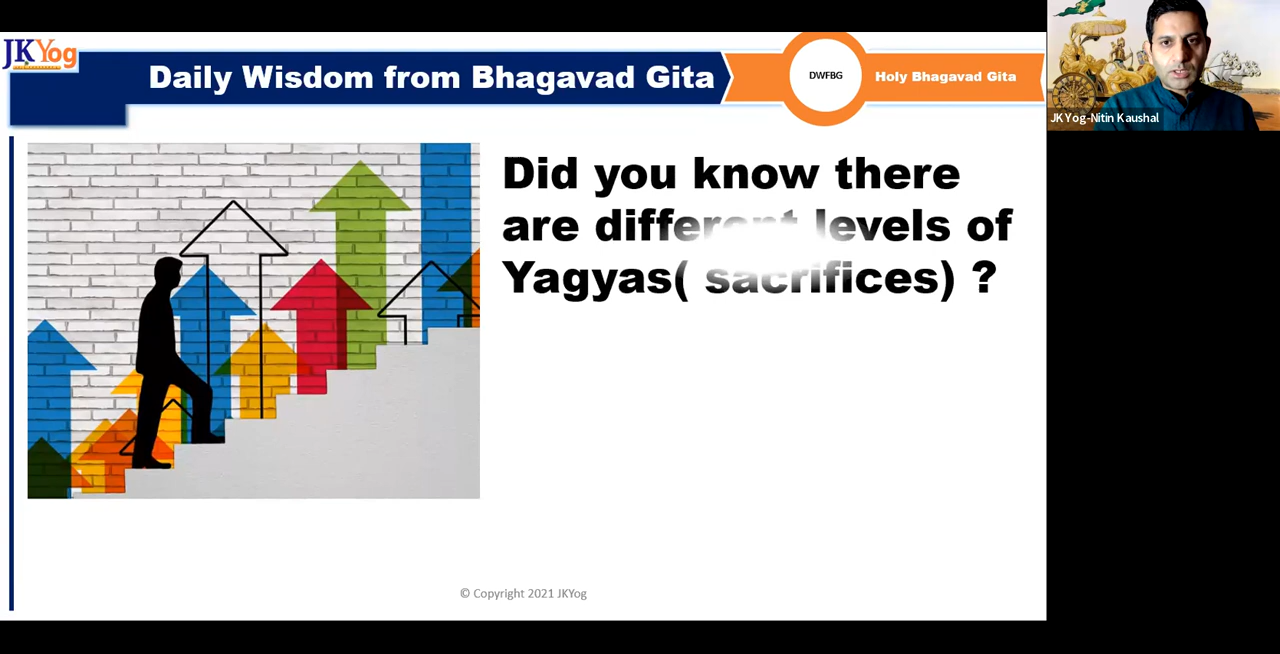 JKYog
Daily Wisdom from Bhagavad Gita
DWFBG
Holy Bhagavad Gita
JKYog-Nitin Kaushal
Did you know there
are different levels of
Yagyas( sacrifices) ?
© Copyright 2021 JKYog